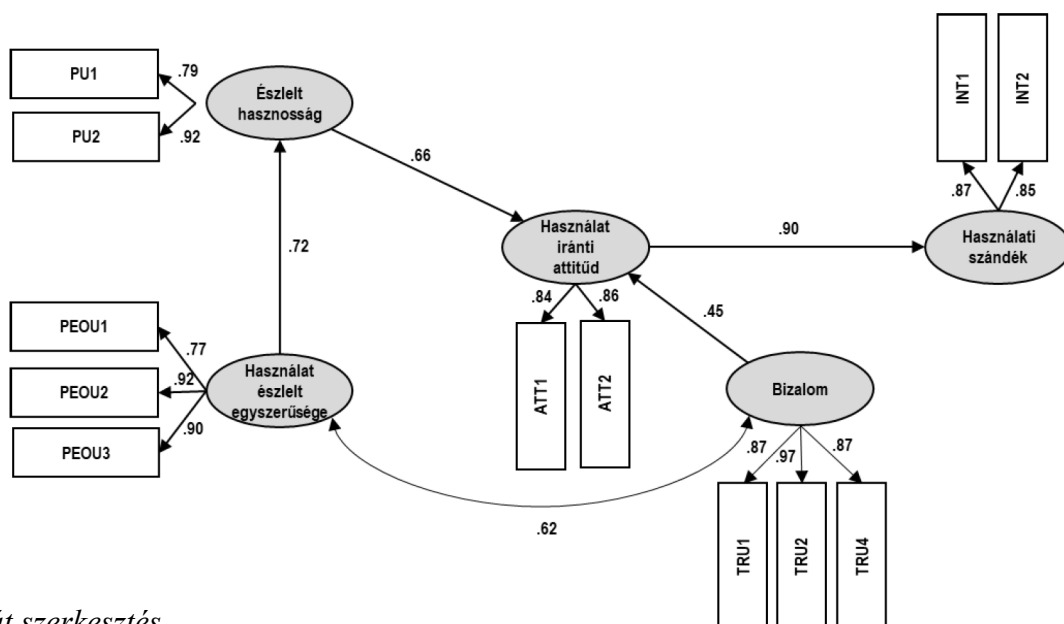 PU1
.79
PU2
.92
Észlelt
hasznosság
.66
.72
INT1
INT2
.87
.85
Használat
iránti
attitűd
.90
Használati
szándék
.84
.86
ATT1
ATT2
.45
PEOU1
.77
PEOU2
.92
PEOU3
.90
Használat
észlelt
egyszerűsége
Bizalom
.87
.97
.87
.62
TRU1
TRU2
TRU4
szerkesztés